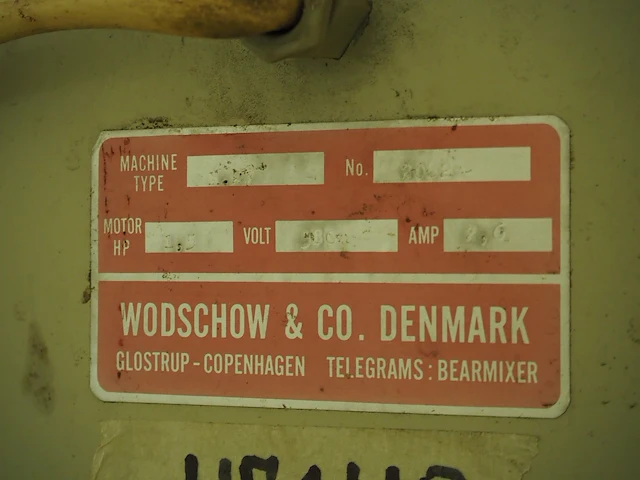 MACHINE TYPE No.
MOTOR HP VOLT AMP
WODSCHOW & CO. DENMARK
GLOSTRUP-COPENHAGEN TELEGRAMS: BEARMIXER